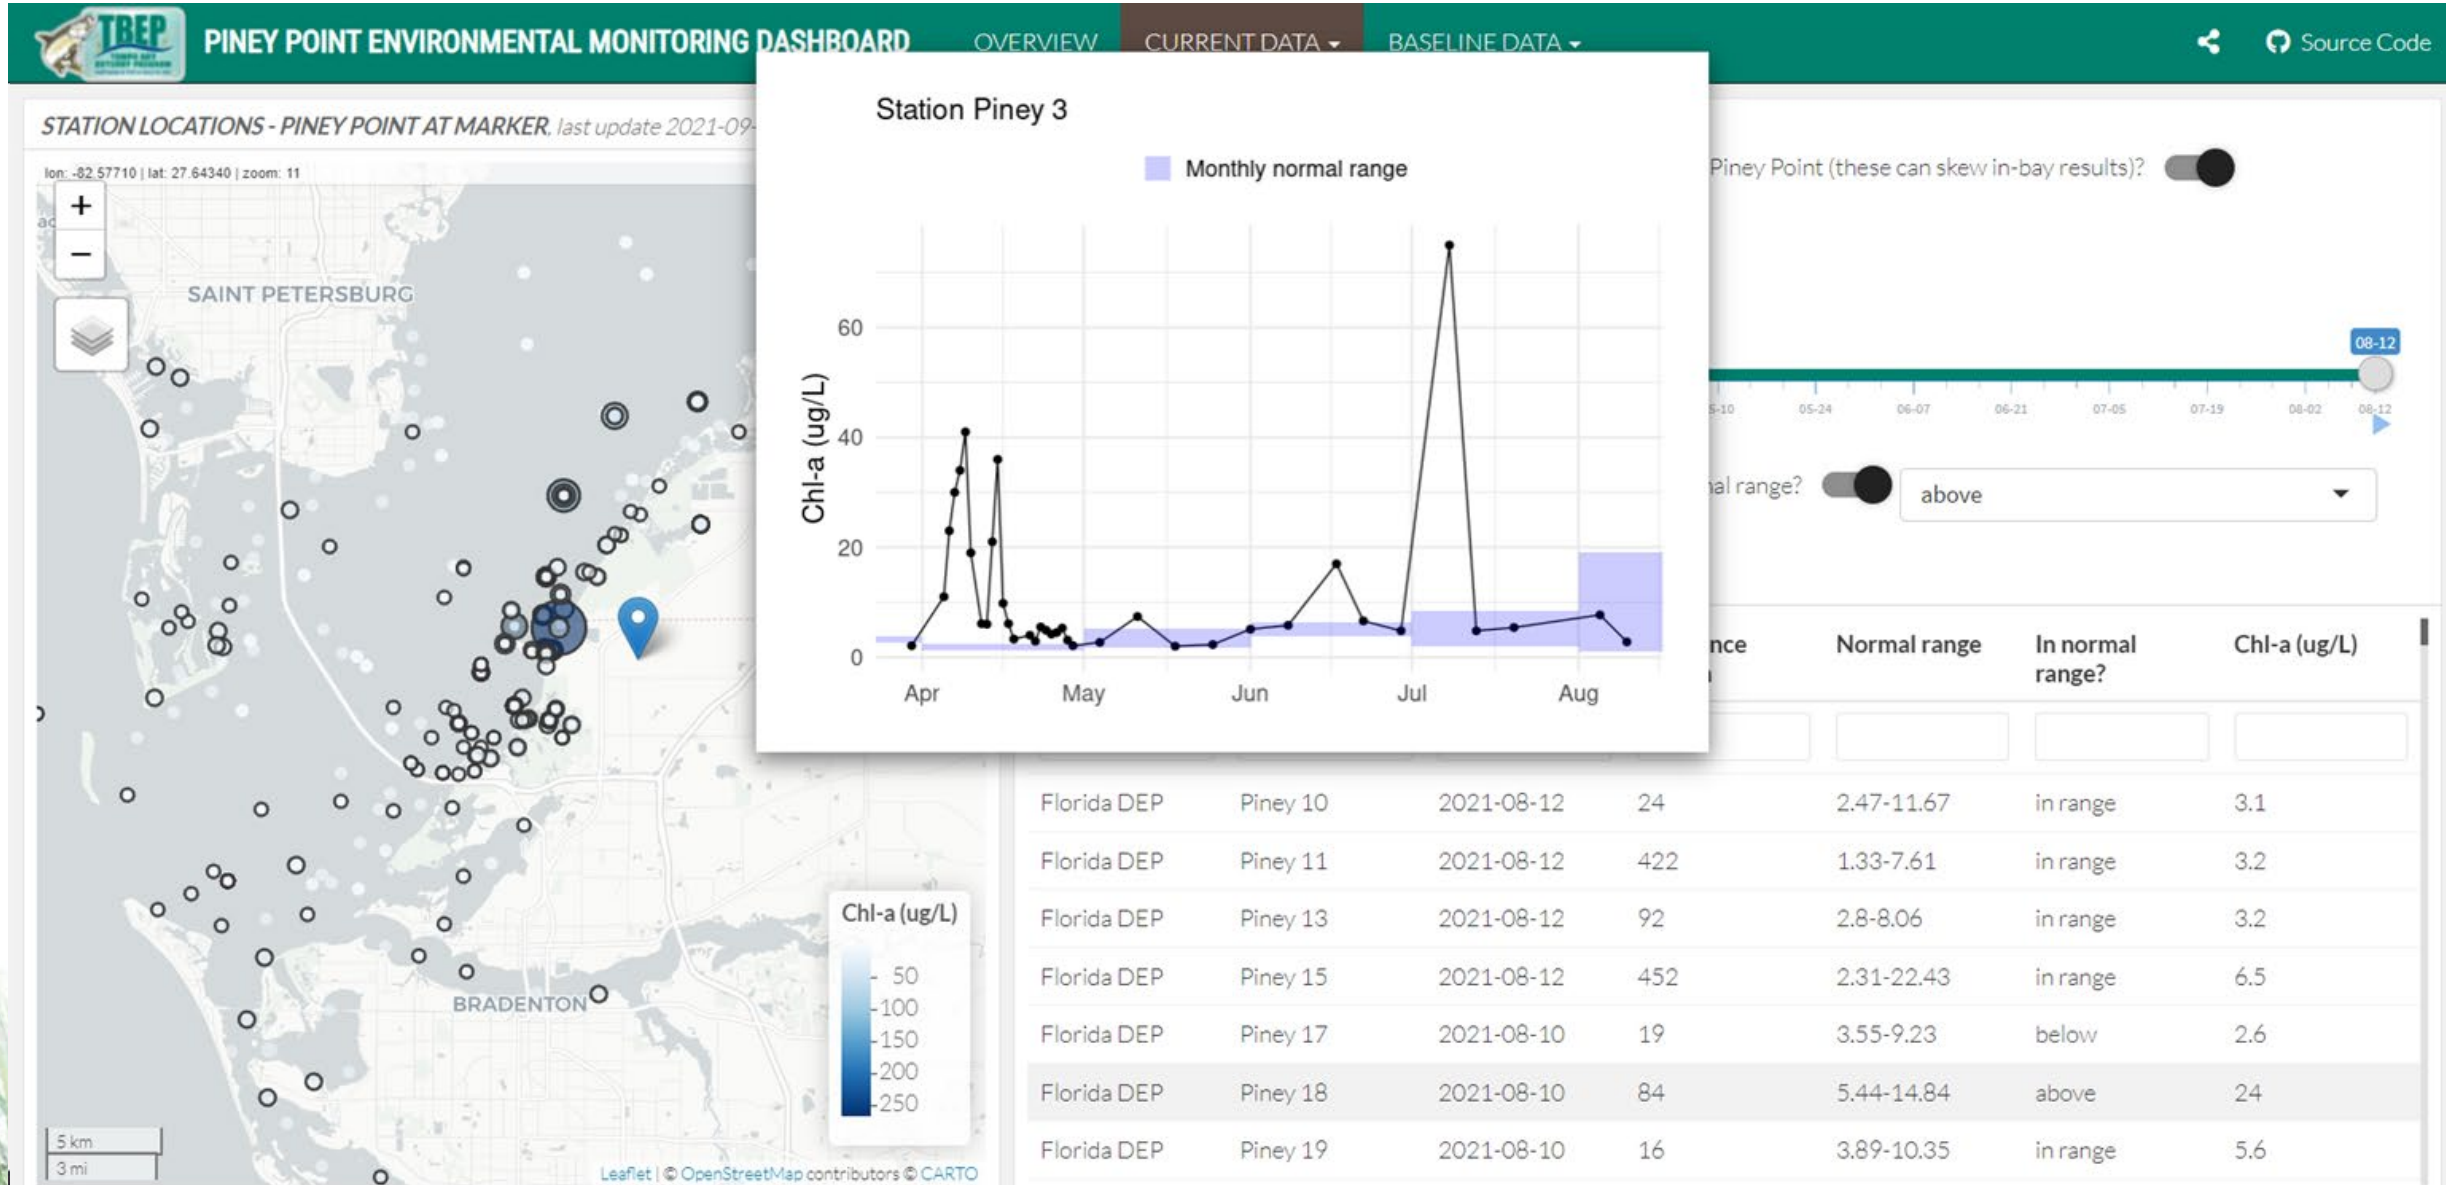 TBEP
PINEY POINT ENVIRONMENTAL MONITORING DASHBOARD
OVERVIEW
CURRENT DATA
BASELINE DATA
Source Code
STATION LOCATIONS - PINEY POINT AT MARKER, last update 2021-09-
lon: -82.57710 | lat: 27.64340 | zoom: 11
+
−
SAINT PETERSBURG
BRADENTON
Chl-a (ug/L)
50
100
150
200
250
5 km
3 mi
Leaflet | © OpenStreetMap contributors © CARTO
Station Piney 3
Monthly normal range
Chl-a (ug/L)
60
40
20
0
Apr May Jun Jul Aug
Piney Point (these can skew in-bay results)?
08-12
5-10 05-24 06-07 06-21 07-05 07-19 08-02 08-12
nal range?
above
nce Normal range In normal Chl-a (ug/L)
range?
Florida DEP Piney 10 2021-08-12 24 2.47-11.67 in range 3.1
Florida DEP Piney 11 2021-08-12 422 1.33-7.61 in range 3.2
Florida DEP Piney 13 2021-08-12 92 2.8-8.06 in range 3.2
Florida DEP Piney 15 2021-08-12 452 2.31-22.43 in range 6.5
Florida DEP Piney 17 2021-08-10 19 3.55-9.23 below 2.6
Florida DEP Piney 18 2021-08-10 84 5.44-14.84 above 24
Florida DEP Piney 19 2021-08-10 16 3.89-10.35 in range 5.6